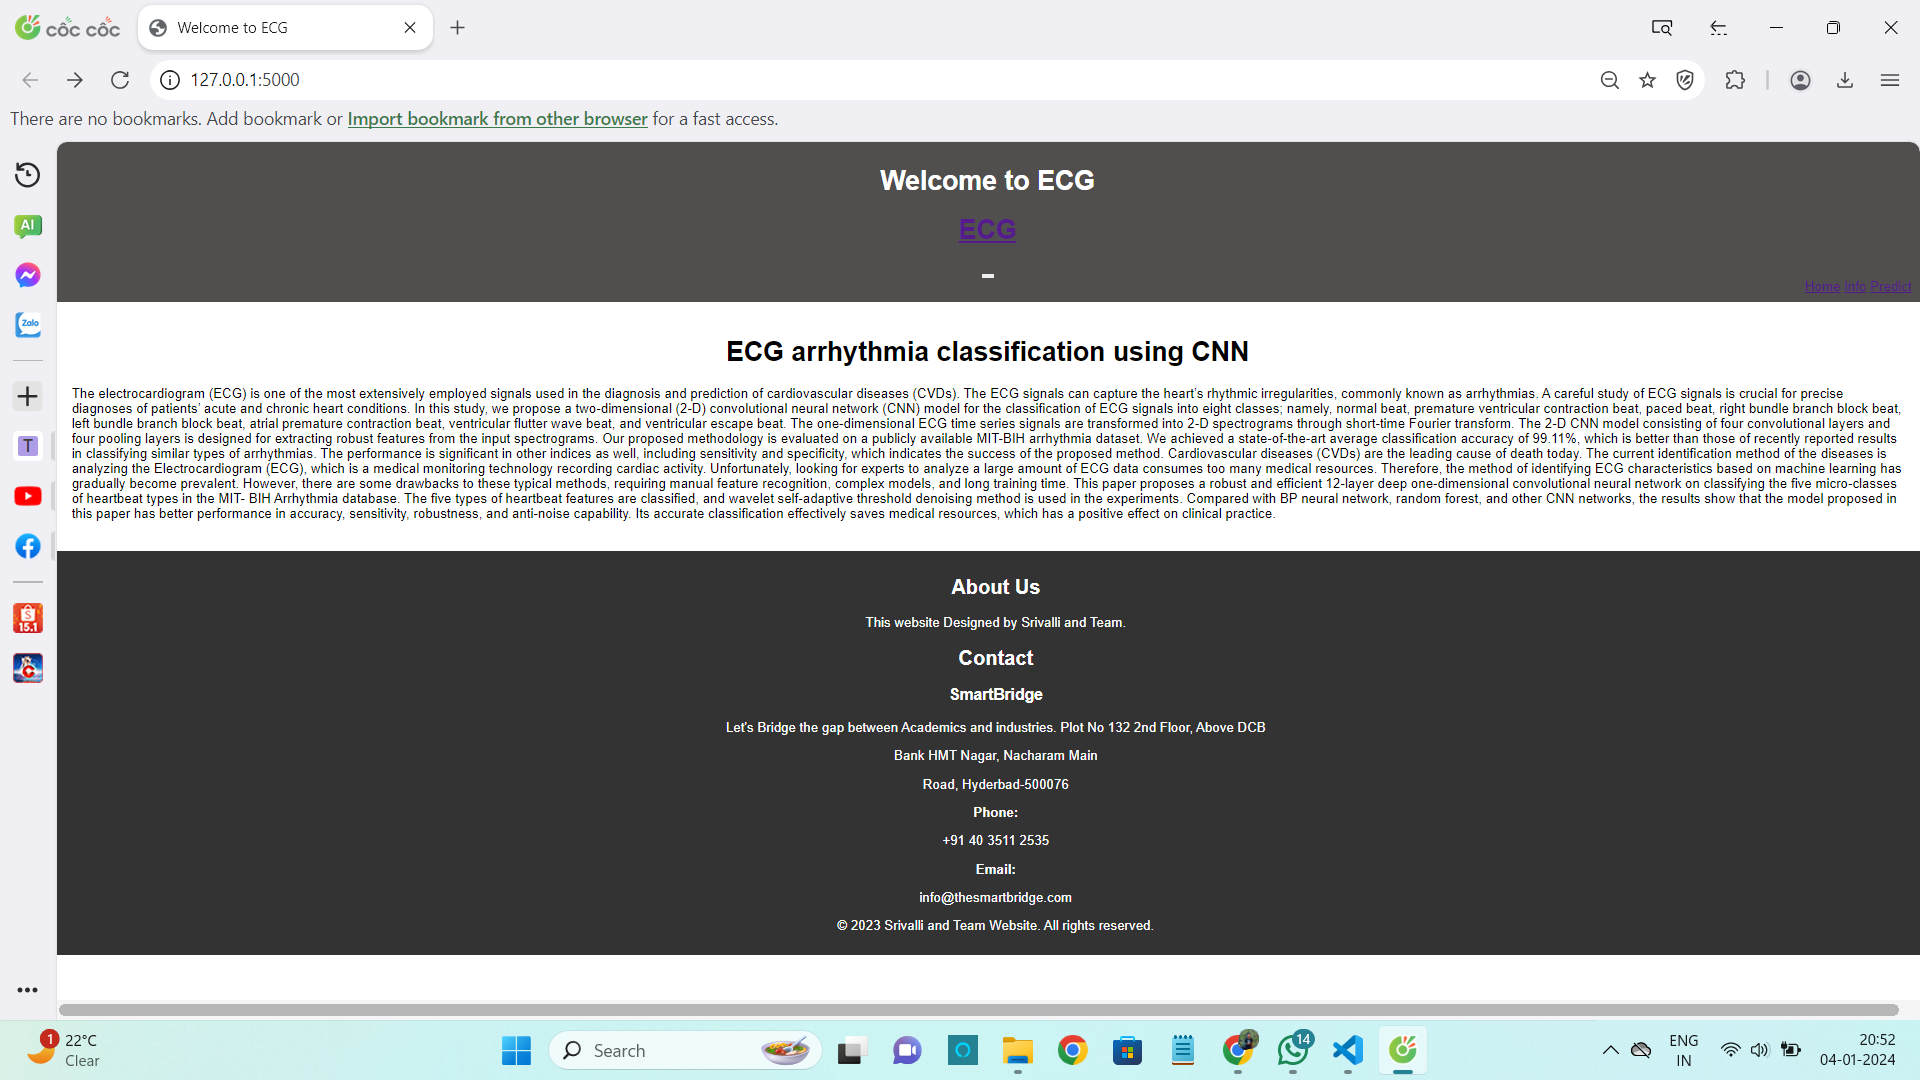 cốc cốc
Welcome to ECG
127.0.0.1:5000
There are no bookmarks. Add bookmark or Import bookmark from other browser for a fast access.
AI
Zalo
T
S
15.1
C
Welcome to ECG
ECG
Home Info Predict
ECG arrhythmia classification using CNN
The electrocardiogram (ECG) is one of the most extensively employed signals used in the diagnosis and prediction of cardiovascular diseases (CVDs). The ECG signals can capture the heart's rhythmic irregularities, commonly known as arrhythmias. A careful study of ECG signals is crucial for precise
diagnoses of patients' acute and chronic heart conditions. In this study, we propose a two-dimensional (2-D) convolutional neural network (CNN) model for the classification of ECG signals into eight classes; namely, normal beat, premature ventricular contraction beat, paced beat, right bundle branch block beat,
left bundle branch block beat, atrial premature contraction beat, ventricular flutter wave beat, and ventricular escape beat. The one-dimensional ECG time series signals are transformed into 2-D spectrograms through short-time Fourier transform. The 2-D CNN model consisting of four convolutional layers and
four pooling layers is designed for extracting robust features from the input spectrograms. Our proposed methodology is evaluated on a publicly available MIT-BIH arrhythmia dataset. We achieved a state-of-the-art average classification accuracy of 99.11%, which is better than those of recently reported results
in classifying similar types of arrhythmias. The performance is significant in other indices as well, including sensitivity and specificity, which indicates the success of the proposed method. Cardiovascular diseases (CVDs) are the leading cause of death today. The current identification method of the diseases is
analyzing the Electrocardiogram (ECG), which is a medical monitoring technology recording cardiac activity. Unfortunately, looking for experts to analyze a large amount of ECG data consumes too many medical resources. Therefore, the method of identifying ECG characteristics based on machine learning has
gradually become prevalent. However, there are some drawbacks to these typical methods, requiring manual feature recognition, complex models, and long training time. This paper proposes a robust and efficient 12-layer deep one-dimensional convolutional neural network on classifying the five micro-classes
of heartbeat types in the MIT- BIH Arrhythmia database. The five types of heartbeat features are classified, and wavelet self-adaptive threshold denoising method is used in the experiments. Compared with BP neural network, random forest, and other CNN networks, the results show that the model proposed in
this paper has better performance in accuracy, sensitivity, robustness, and anti-noise capability. Its accurate classification effectively saves medical resources, which has a positive effect on clinical practice.
About Us
This website Designed by Srivalli and Team.
Contact
SmartBridge
Let's Bridge the gap between Academics and industries. Plot No 132 2nd Floor, Above DCB
Bank HMT Nagar, Nacharam Main
Road, Hyderbad-500076
Phone:
+91 40 3511 2535
Email:
info@thesmartbridge.com
© 2023 Srivalli and Team Website. All rights reserved.
1
22°C
Clear
Search
14
ENG
IN
20:52
04-01-2024